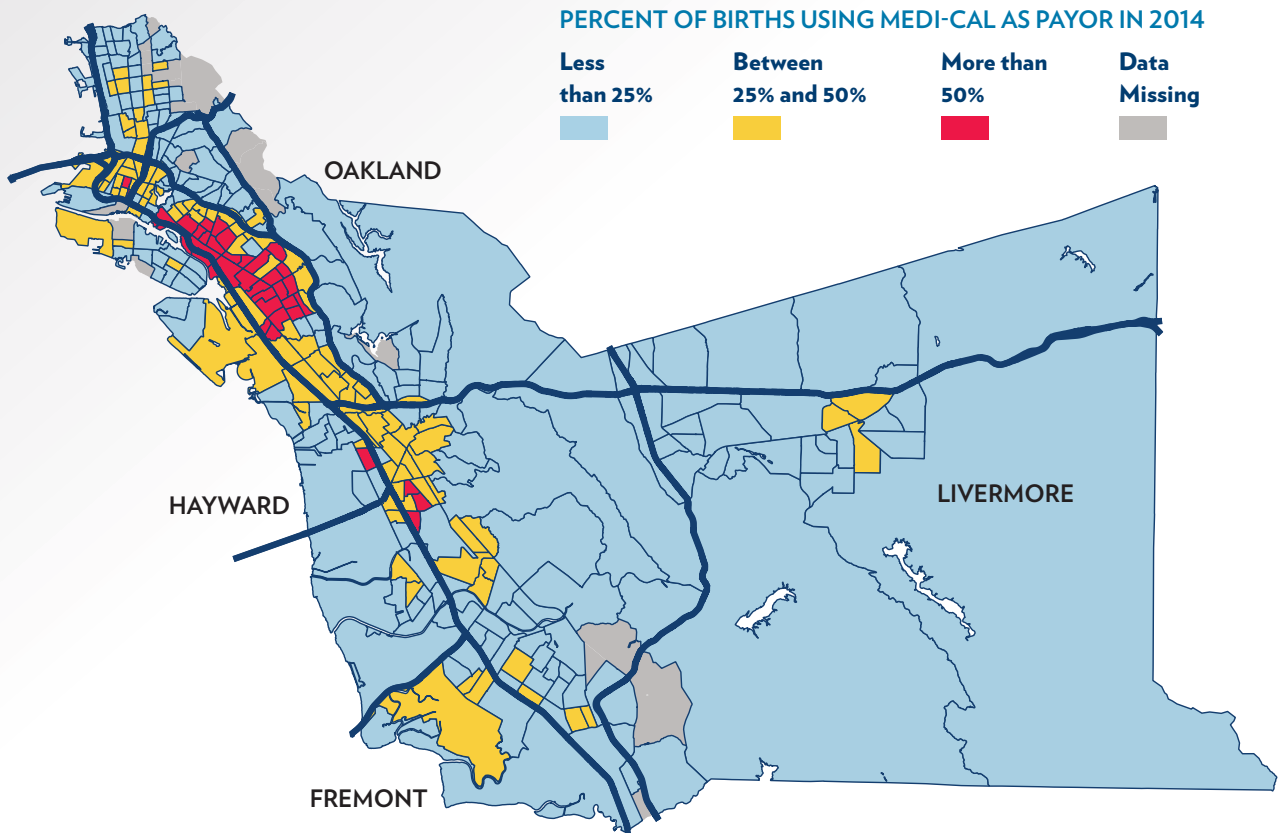 PERCENT OF BIRTHS USING MEDI-CAL AS PAYOR IN 2014
Less than 25%
Between 25% and 50%
More than 50%
Data Missing
OAKLAND
HAYWARD
LIVERMORE
FREMONT